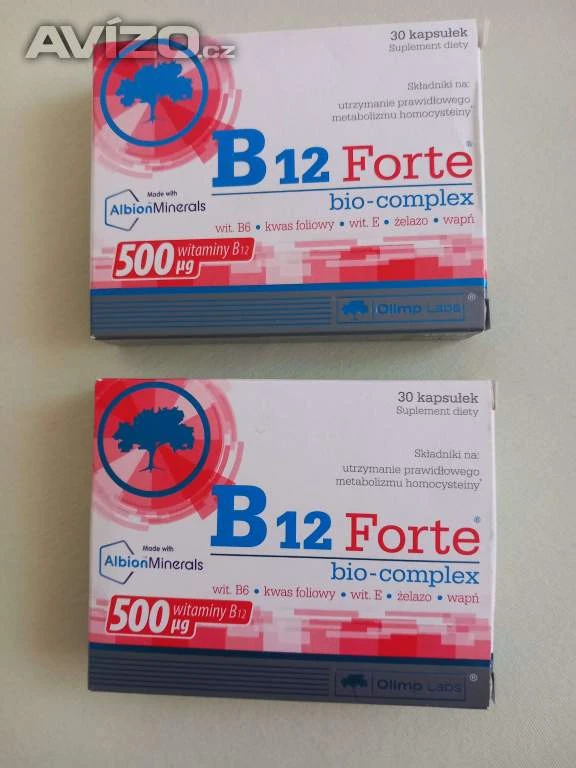 Avízo.cz
30 kapsułek
Suplement diety
Składniki na:
utrzymanie prawidłowego
metabolizmu homocysteiny*
B12 Forte®
bio-complex
Made with
AlbionMinerals
wit. B6 • kwas foliowy • wit. E • żelazo • wapń
500 µg witaminy B12
Olimp Labs®
30 kapsułek
Suplement diety
Składniki na:
utrzymanie prawidłowego
metabolizmu homocysteiny*
B12 Forte®
bio-complex
Made with
AlbionMinerals
wit. B6 • kwas foliowy • wit. E • żelazo • wapń
500 µg witaminy B12
Olimp Labs®